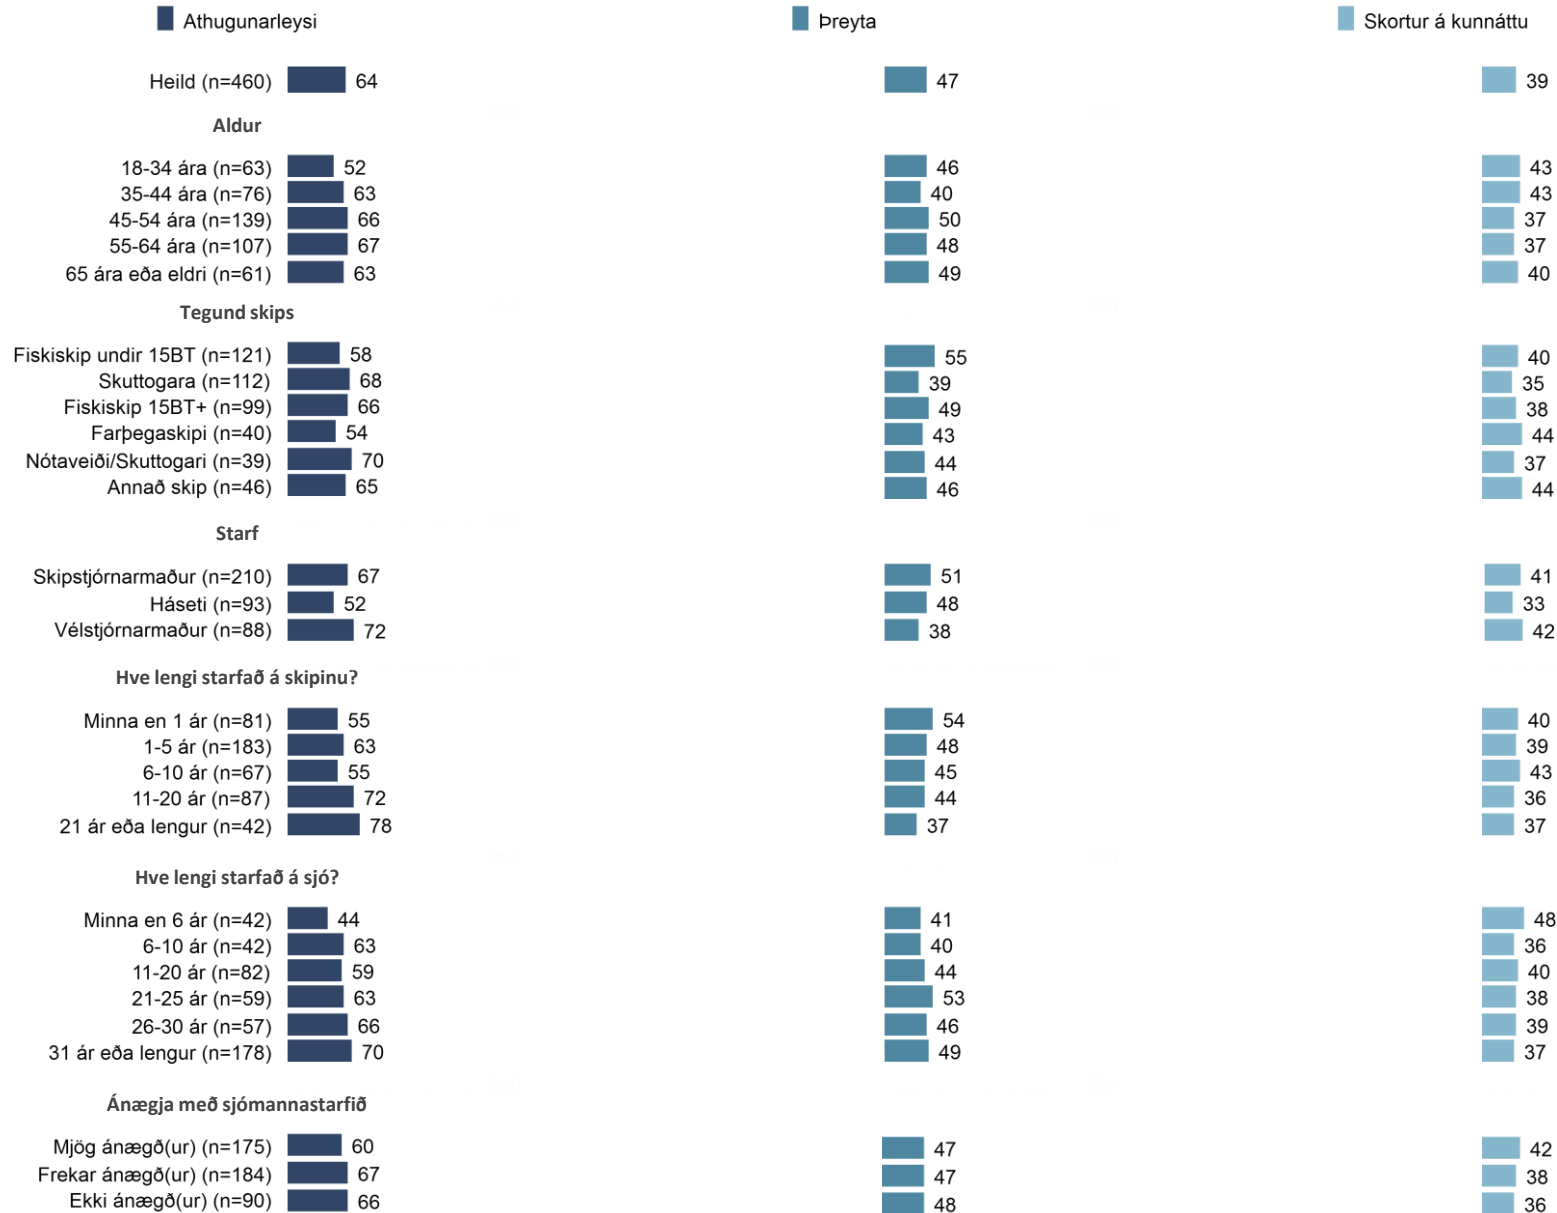 Athugunarleysi Þreyta Skortur á kunnáttu
Heild (n=460) 64 47 39
Aldur
18-34 ára (n=63) 52 46 43
35-44 ára (n=76) 63 40 43
45-54 ára (n=139) 66 50 37
55-64 ára (n=107) 67 48 37
65 ára eða eldri (n=61) 63 49 40
Tegund skips
Fiskiskip undir 15BT (n=121) 58 55 40
Skuttogara (n=112) 68 39 35
Fiskiskip 15BT+ (n=99) 66 49 38
Farþegaskipi (n=40) 54 43 44
Nótaveiði/Skuttogari (n=39) 70 44 37
Annað skip (n=46) 65 46 44
Starf
Skipstjórnarmaður (n=210) 67 51 41
Háseti (n=93) 52 48 33
Vélstjórnarmaður (n=88) 72 38 42
Hve lengi starfað á skipinu?
Minna en 1 ár (n=81) 55 54 40
1-5 ár (n=183) 63 48 39
6-10 ár (n=67) 55 45 43
11-20 ár (n=87) 72 44 36
21 ár eða lengur (n=42) 78 37 37
Hve lengi starfað á sjó?
Minna en 6 ár (n=42) 44 41 48
6-10 ár (n=42) 63 40 36
11-20 ár (n=82) 59 44 40
21-25 ár (n=59) 63 53 38
26-30 ár (n=57) 66 46 39
31 ár eða lengur (n=178) 70 49 37
Ánægja með sjómannastarfið
Mjög ánægð(ur) (n=175) 60 47 42
Frekar ánægð(ur) (n=184) 67 47 38
Ekki ánægð(ur) (n=90) 66 48 36